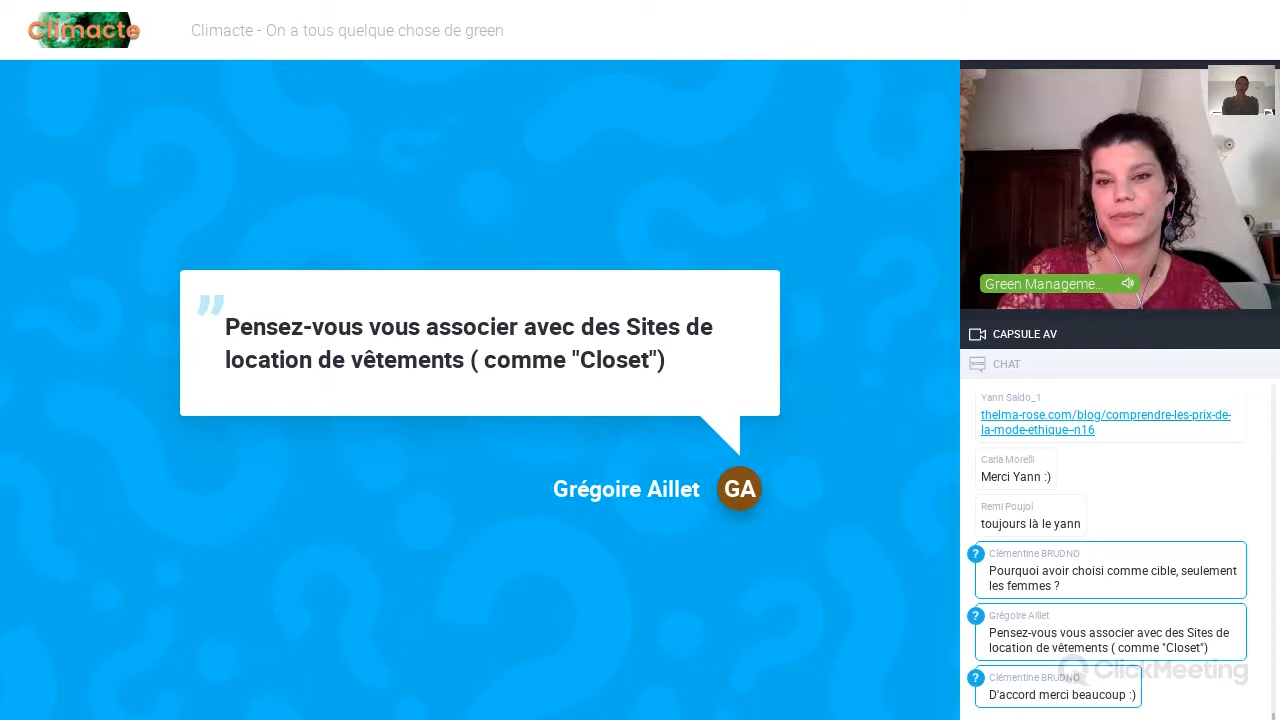 Climacte
Climacte - On a tous quelque chose de green
Pensez-vous vous associer avec des Sites de
location de vêtements ( comme "Closet")
Grégoire Aillet
GA
Green Manageme...
CAPSULE AV
CHAT
Yann Saldo_1
thelma-rose.com/blog/comprendre-les-prix-de-
la-mode-ethique--n16
Carla Morelli
Merci Yann :)
Remi Poujol
toujours là le yann
?
Clémentine BRUDNO
Pourquoi avoir choisi comme cible, seulement
les femmes ?
?
Grégoire Aillet
Pensez-vous vous associer avec des Sites de
location de vêtements ( comme "Closet")
?
Clémentine BRUDNO
D'accord merci beaucoup :)
ClickMeeting